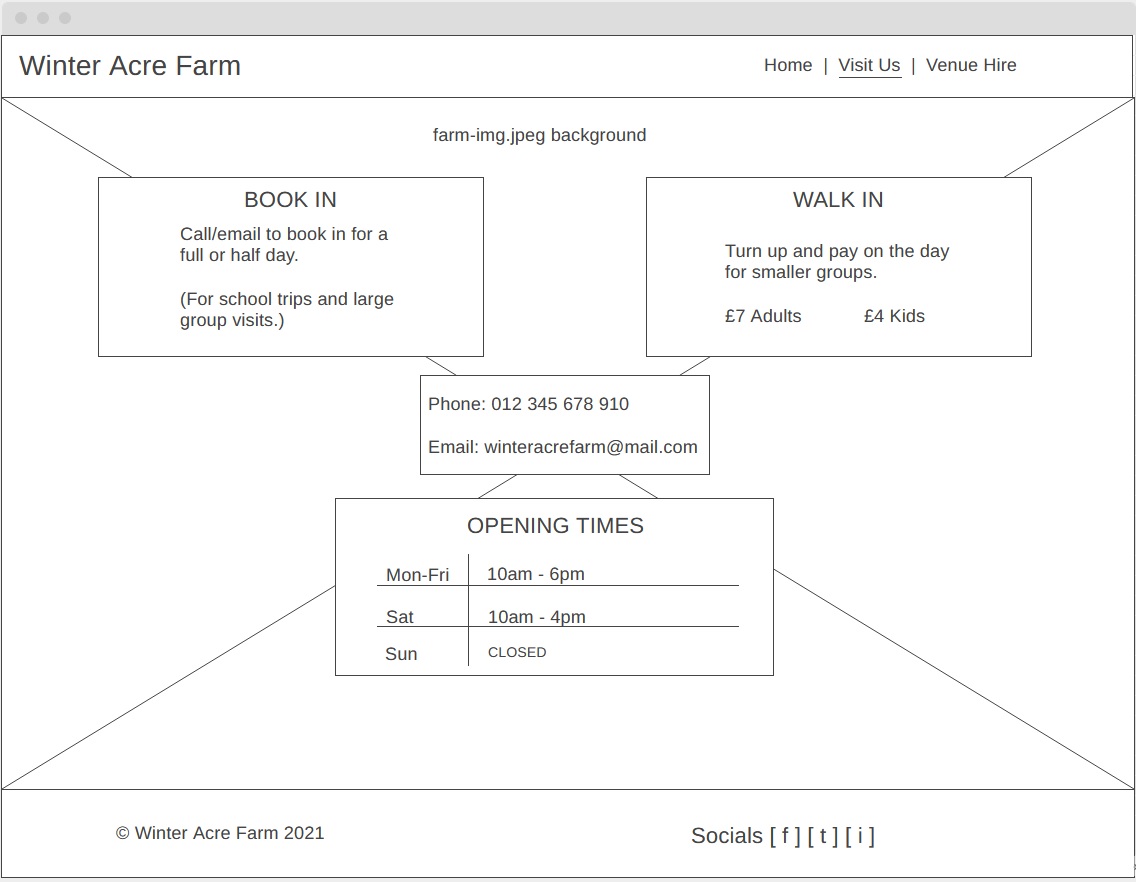 Winter Acre Farm
Home | Visit Us | Venue Hire
farm-img.jpeg background
BOOK IN
Call/email to book in for a
full or half day.
(For school trips and large
group visits.)
WALK IN
Turn up and pay on the day
for smaller groups.
£7 Adults £4 Kids
Phone: 012 345 678 910
Email: winteracrefarm@mail.com
OPENING TIMES
Mon-Fri 10am - 6pm
Sat 10am - 4pm
Sun CLOSED
© Winter Acre Farm 2021
Socials [ f ] [ t ] [ i ]